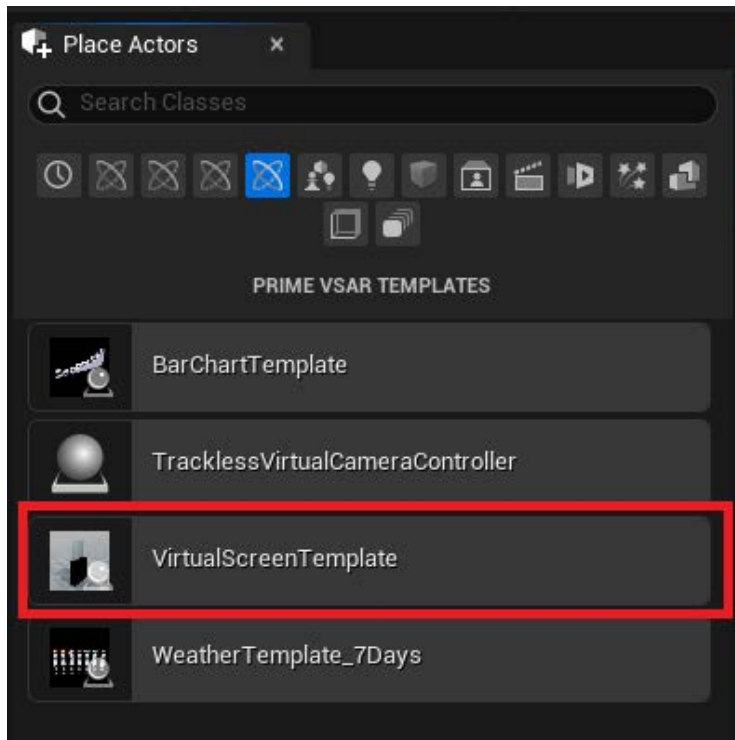 Place Actors
Search Classes
PRIME VSAR TEMPLATES
BarChartTemplate
TracklessVirtualCameraController
VirtualScreenTemplate
WeatherTemplate_7Days